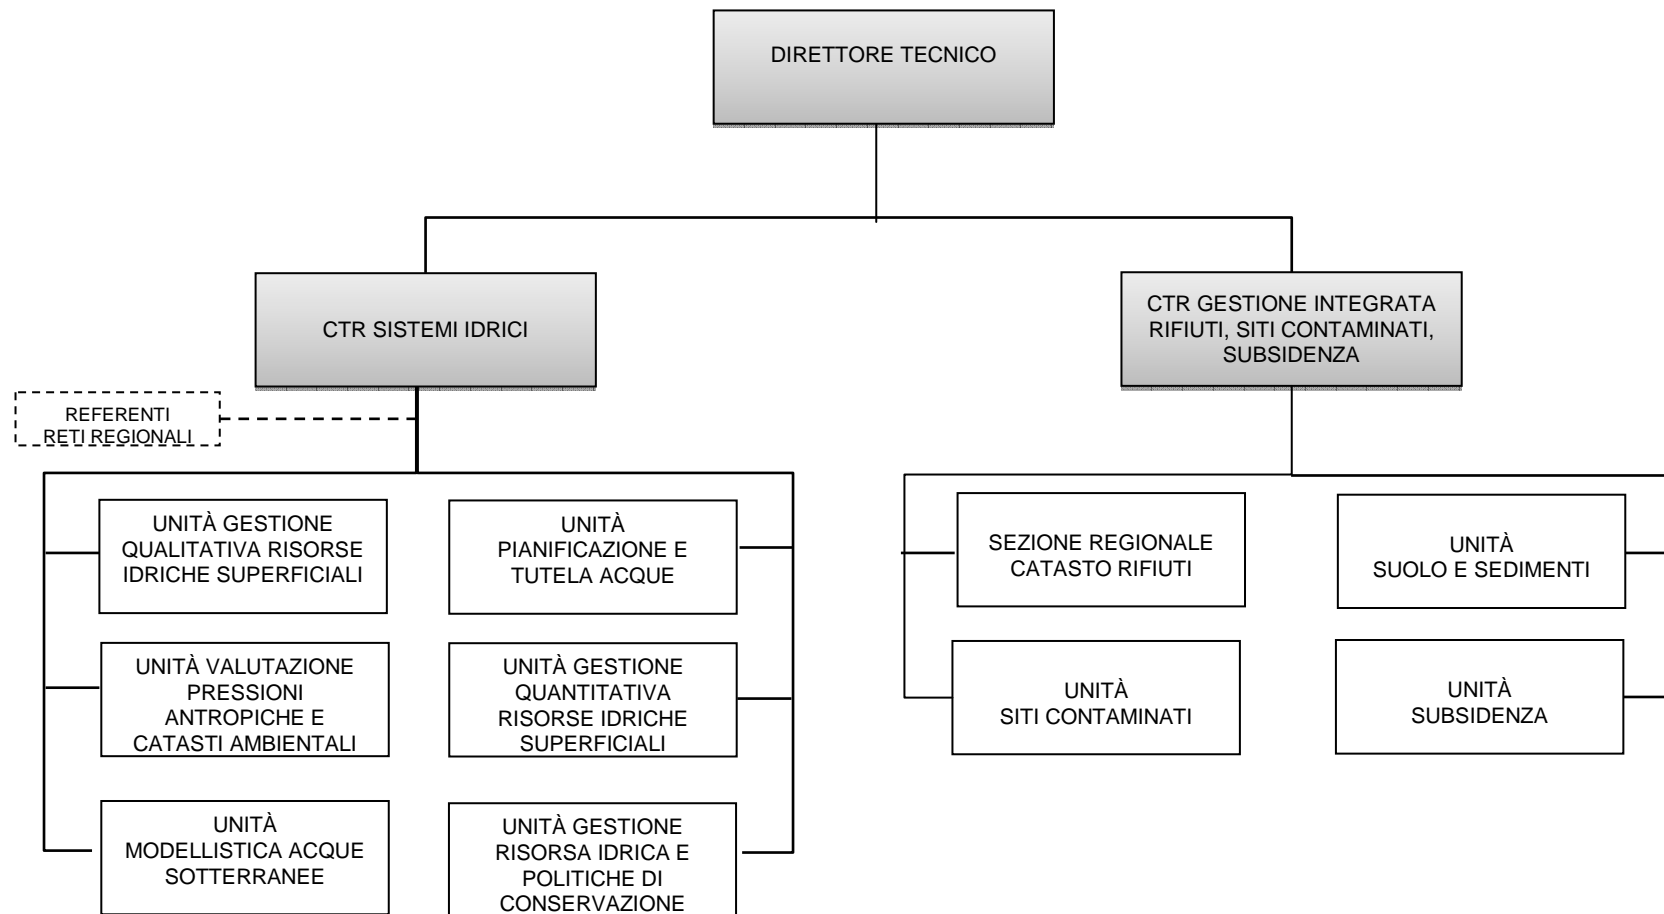 DIRETTORE TECNICO
CTR SISTEMI IDRICI
CTR GESTIONE INTEGRATA
RIFIUTI, SITI CONTAMINATI,
SUBSIDENZA
REFERENTI
RETI REGIONALI
UNITÀ GESTIONE
QUALITATIVA RISORSE
IDRICHE SUPERFICIALI
UNITÀ
PIANIFICAZIONE E
TUTELA ACQUE
SEZIONE REGIONALE
CATASTO RIFIUTI
UNITÀ
SUOLO E SEDIMENTI
UNITÀ VALUTAZIONE
PRESSIONI
ANTROPICHE E
CATASTI AMBIENTALI
UNITÀ GESTIONE
QUANTITATIVA
RISORSE IDRICHE
SUPERFICIALI
UNITÀ
SITI CONTAMINATI
UNITÀ
SUBSIDENZA
UNITÀ
MODELLISTICA ACQUE
SOTTERRANEE
UNITÀ GESTIONE
RISORSA IDRICA E
POLITICHE DI
CONSERVAZIONE